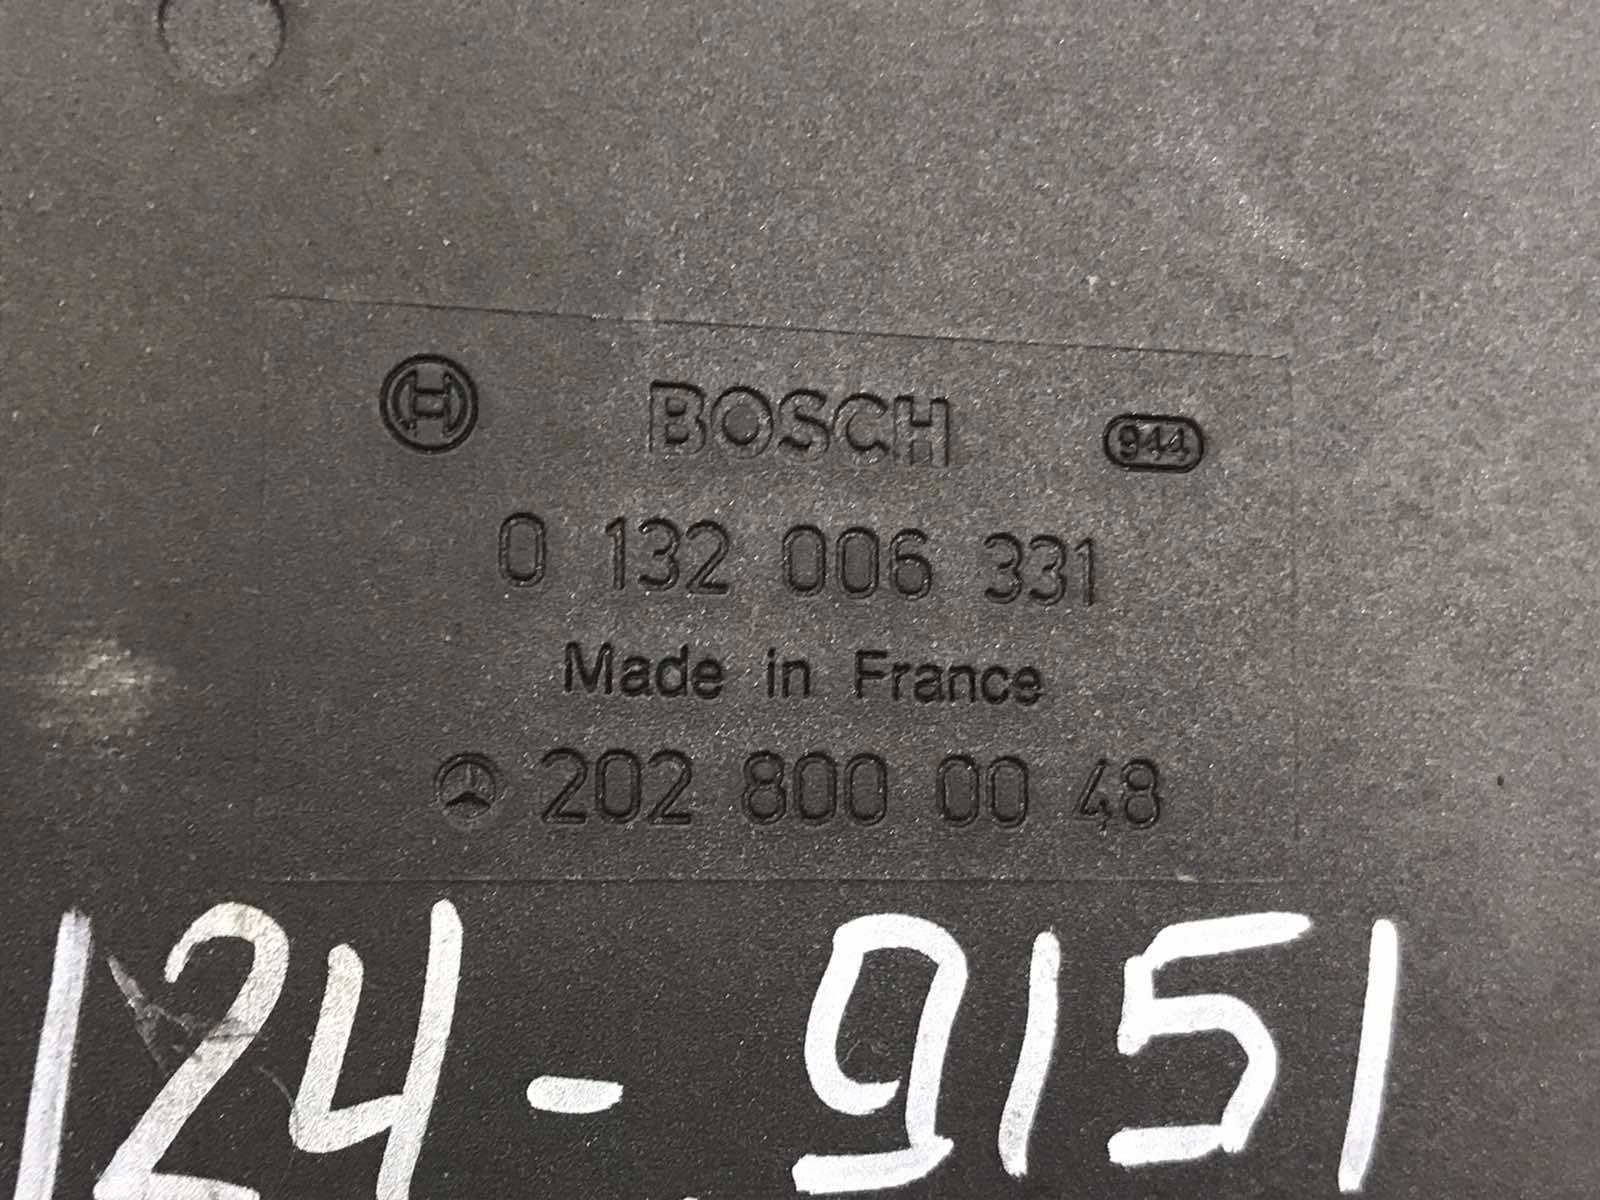 BOSCH 944
0 132 006 331
Made in France
202 800 00 48
124-9151